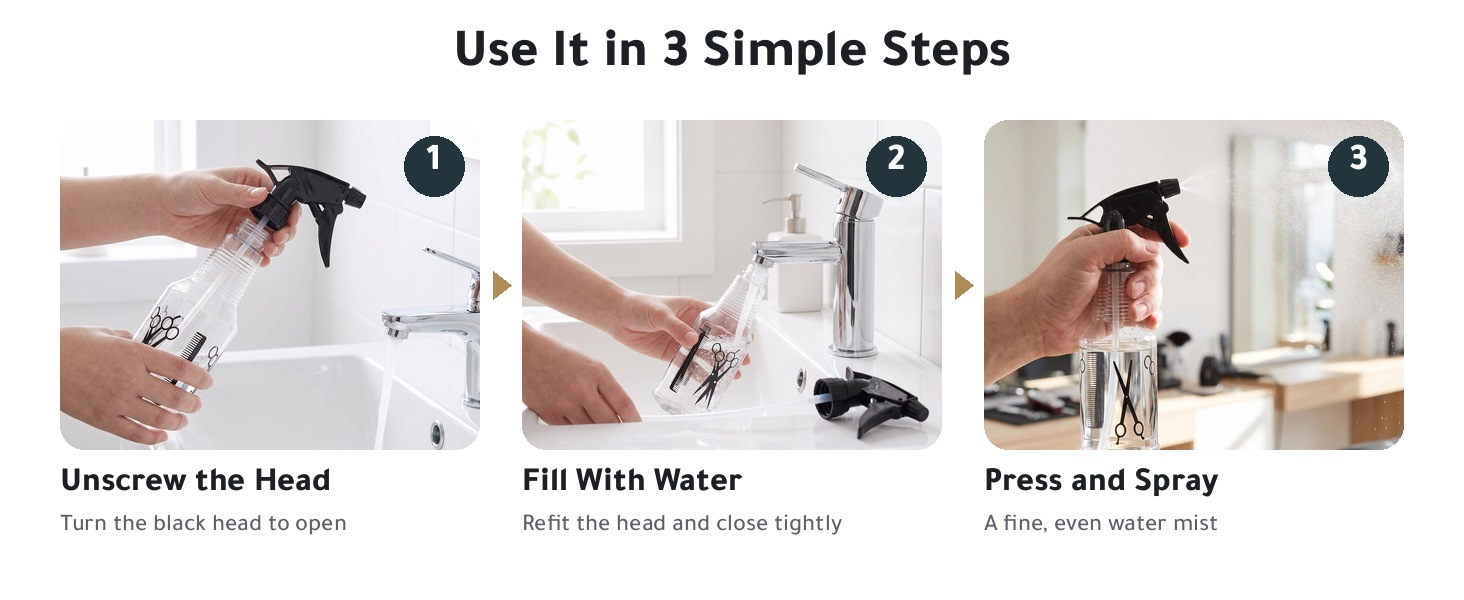 Use It in 3 Simple Steps
1
2
3
Unscrew the Head
Turn the black head to open
Fill With Water
Refit the head and close tightly
Press and Spray
A fine, even water mist